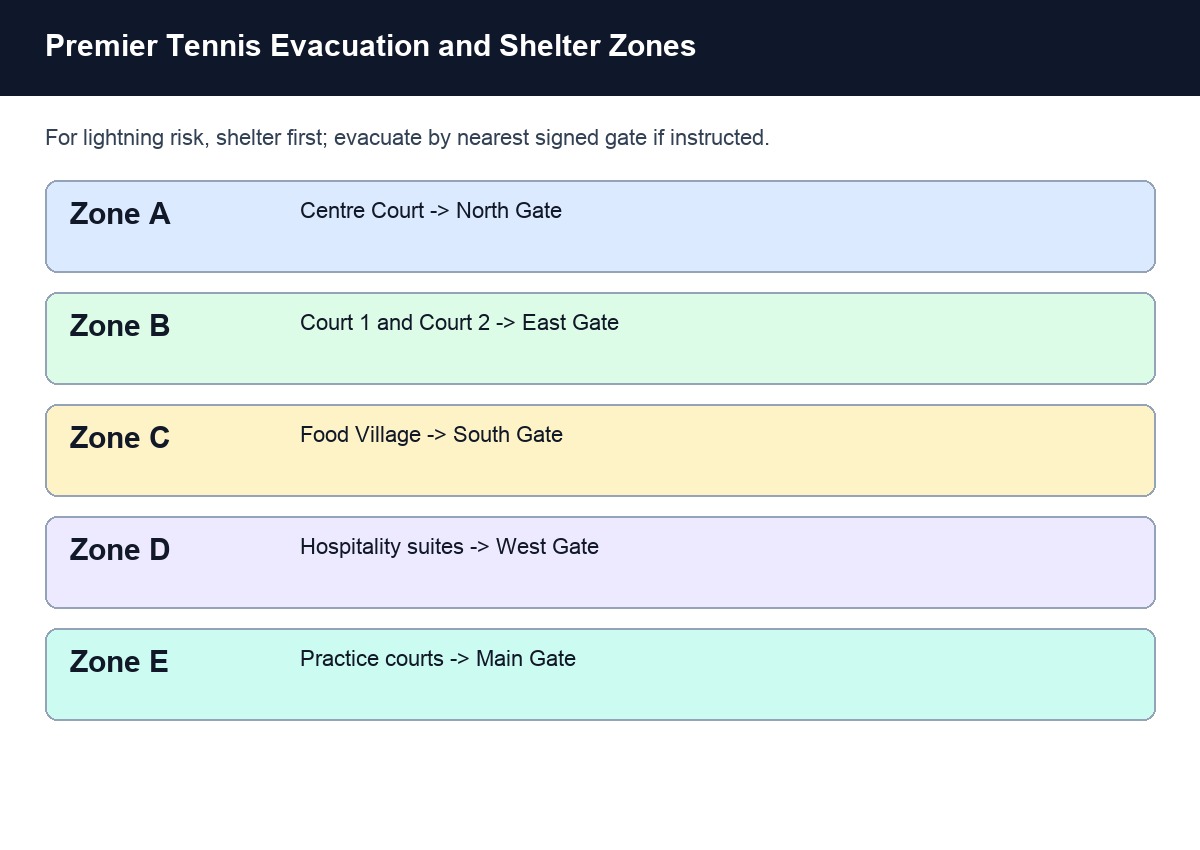 Premier Tennis Evacuation and Shelter Zones
For lightning risk, shelter first; evacuate by nearest signed gate if instructed.
Zone A Centre Court -> North Gate
Zone B Court 1 and Court 2 -> East Gate
Zone C Food Village -> South Gate
Zone D Hospitality suites -> West Gate
Zone E Practice courts -> Main Gate